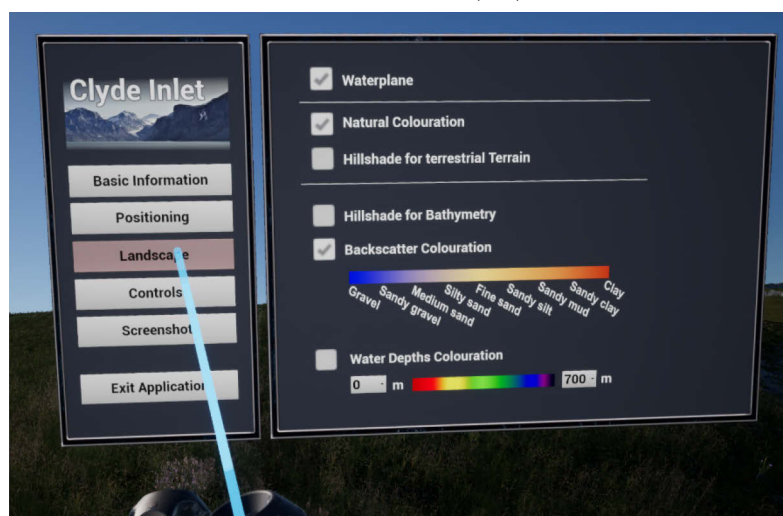 Clyde Inlet
Basic Information
Positioning
Landscape
Controls
Screenshot
Exit Application
Waterplane
Natural Colouration
Hillshade for terrestrial Terrain
Hillshade for Bathymetry
Backscatter Colouration
Gravel
Sandy gravel
Medium sand
Silty sand
Fine sand
Sandy silt
Sandy mud
Sandy clay
Clay
Water Depths Colouration
0 m 700 m